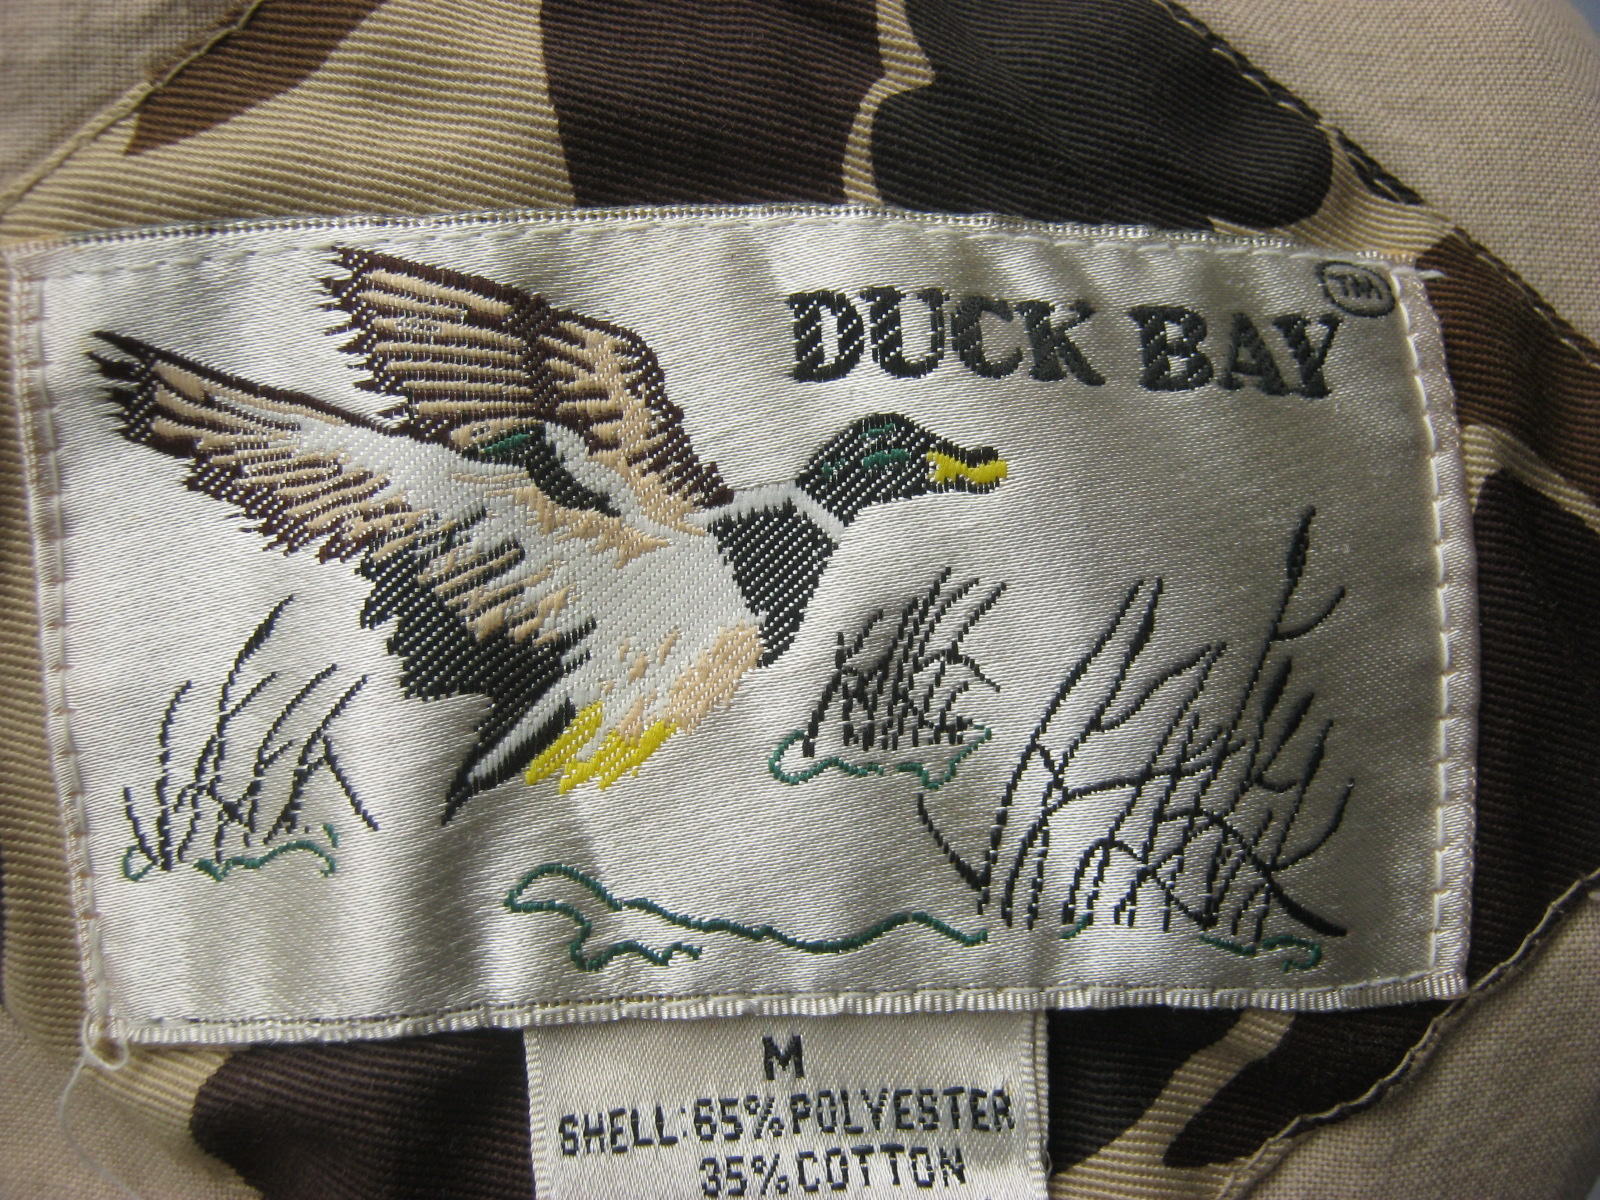 DUCK BAY TM
M
SHELL:65%POLYESTER
35%COTTON